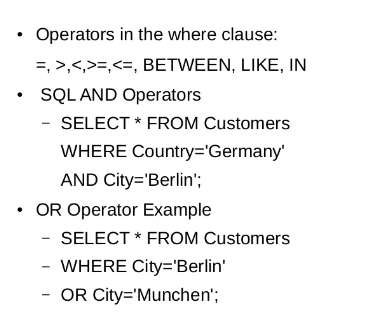 • Operators in the where clause:
=, >,<,>=,<=, BETWEEN, LIKE, IN
• SQL AND Operators
– SELECT * FROM Customers
WHERE Country='Germany'
AND City='Berlin';
• OR Operator Example
– SELECT * FROM Customers
– WHERE City='Berlin'
– OR City='Munchen';